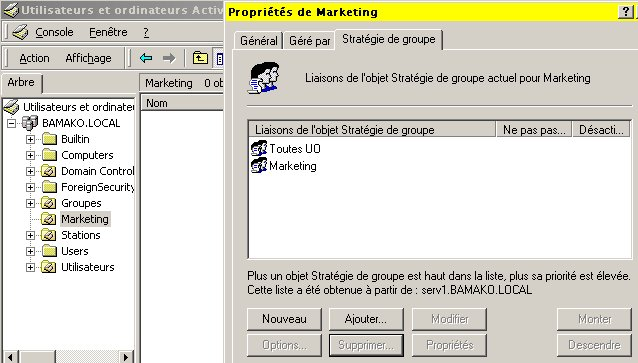 Utilisateurs et ordinateurs Activ
Console Fenêtre ?
Action Affichage
Arbre
Marketing 0 ob
Nom
Utilisateurs et ordinate
BAMAKO.LOCAL
Builtin
Computers
Domain Control
ForeignSecurity
Groupes
Marketing
Stations
Users
Utilisateurs
Propriétés de Marketing
?
Général Géré par Stratégie de groupe
Liaisons de l'objet Stratégie de groupe actuel pour Marketing
Liaisons de l'objet Stratégie de groupe Ne pas pas... Désacti...
Toutes UO
Marketing
Plus un objet Stratégie de groupe est haut dans la liste, plus sa priorité est élevée.
Cette liste a été obtenue à partir de : serv1.BAMAKO.LOCAL
Nouveau Ajouter... Modifier Monter
Options... Supprimer... Propriétés Descendre